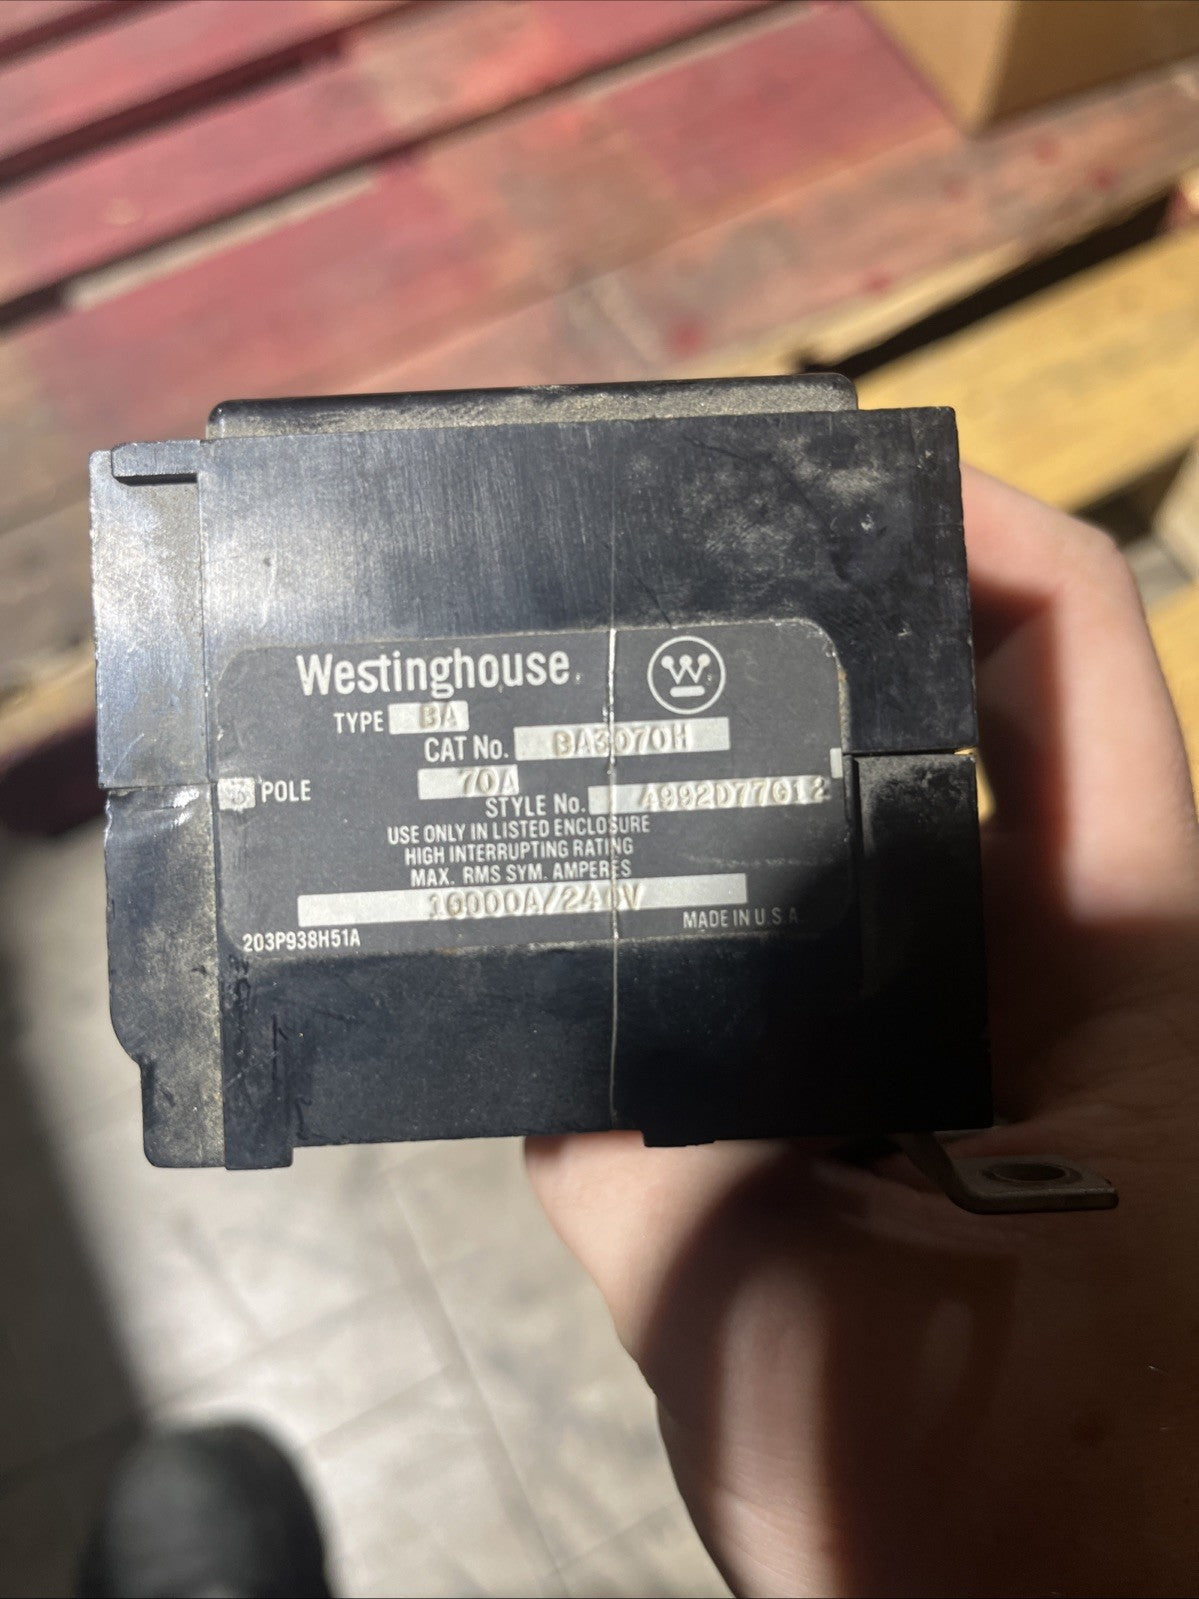 Westinghouse
W
TYPE BA
CAT No. BA3070H
70A
POLE
STYLE No. 4992D77G12
USE ONLY IN LISTED ENCLOSURE
HIGH INTERRUPTING RATING
MAX. RMS SYM. AMPERES
10000A/240V
203P938H51A
MADE IN U.S.A.